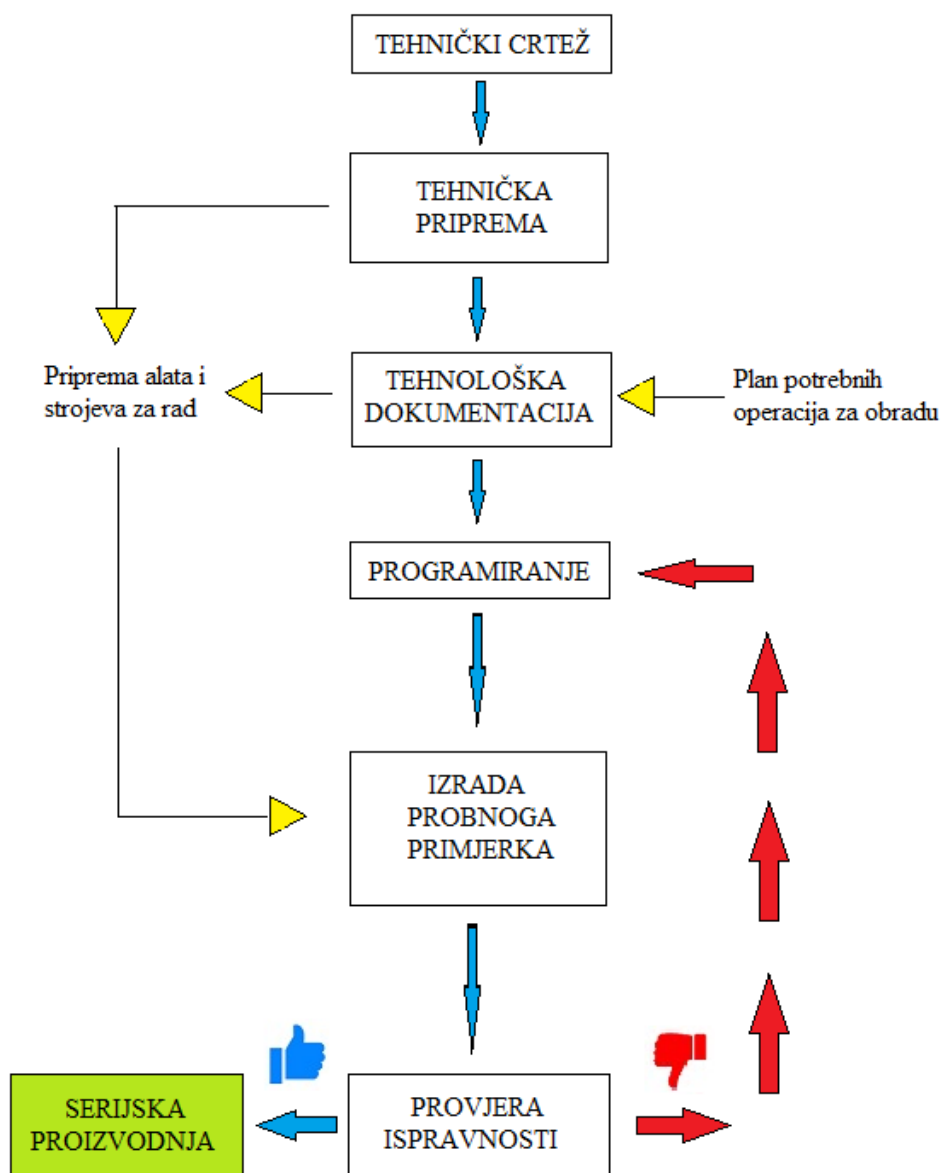 TEHNIČKI CRTEŽ
TEHNIČKA
PRIPREMA
Priprema alata i
strojeva za rad
TEHNOLOŠKA
DOKUMENTACIJA
Plan potrebnih
operacija za obradu
PROGRAMIRANJE
IZRADA
PROBNOGA
PRIMJERKA
SERIJSKA
PROIZVODNJA
PROVJERA
ISPRAVNOSTI